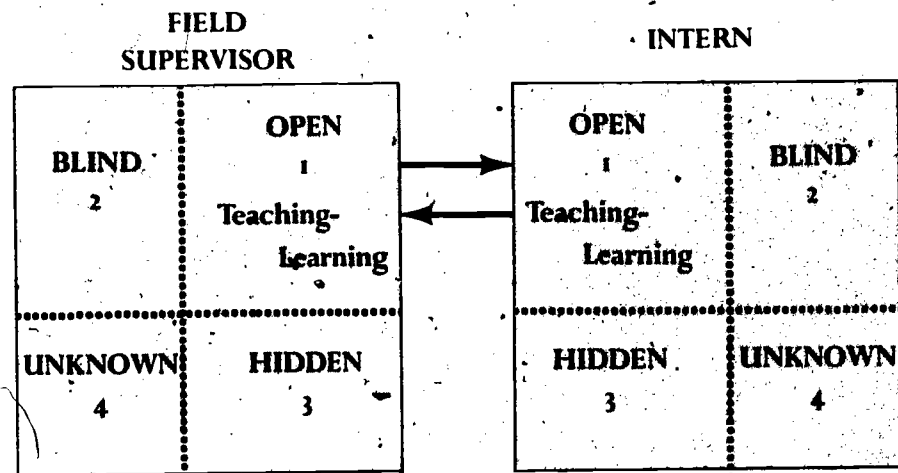 FIELD
SUPERVISOR
BLIND
2
OPEN
1
Teaching-
Learning
UNKNOWN
4
HIDDEN
3
INTERN
OPEN
1
Teaching-
Learning
BLIND
2
HIDDEN
3
UNKNOWN
4